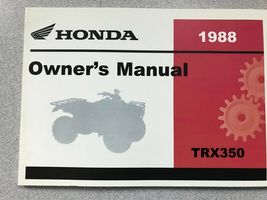 HONDA
1988
Owner's Manual
TRX350